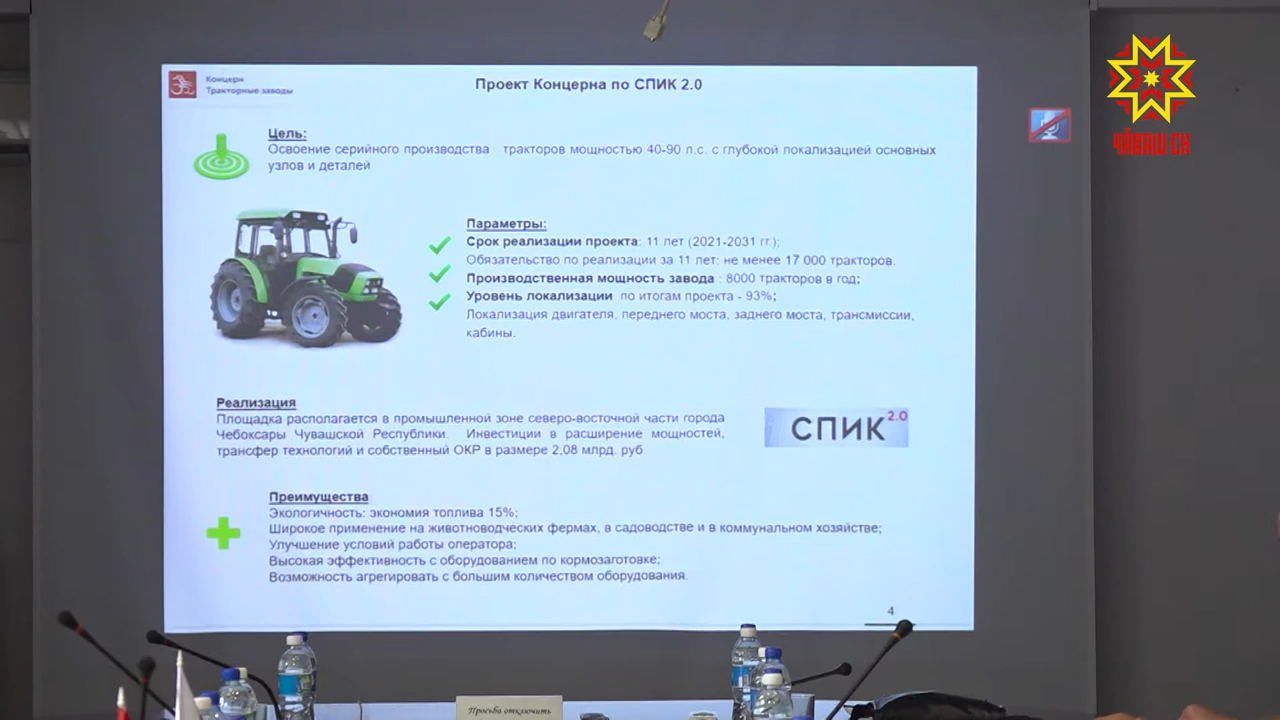 Концерн
Тракторные заводы
Проект Концерна по СПИК 2.0
ЧӐВАШ ЕН
Цель:
Освоение серийного производства тракторов мощностью 40-90 л.с. с глубокой локализацией основных
узлов и деталей
Параметры:
Срок реализации проекта: 11 лет (2021-2031 гг.);
Обязательство по реализации за 11 лет: не менее 17 000 тракторов.
Производственная мощность завода : 8000 тракторов в год;
Уровень локализации по итогам проекта - 93%;
Локализация двигателя, переднего моста, заднего моста, трансмиссии,
кабины.
Реализация
Площадка располагается в промышленной зоне северо-восточной части города
Чебоксары Чувашской Республики. Инвестиции в расширение мощностей,
трансфер технологий и собственный ОКР в размере 2,08 млрд. руб.
СПИК 2.0
Преимущества
Экологичность: экономия топлива 15%;
Широкое применение на животноводческих фермах, в садоводстве и в коммунальном хозяйстве;
Улучшение условий работы оператора;
Высокая эффективность с оборудованием по кормозаготовке;
Возможность агрегировать с большим количеством оборудования.
4
Просьба отключить